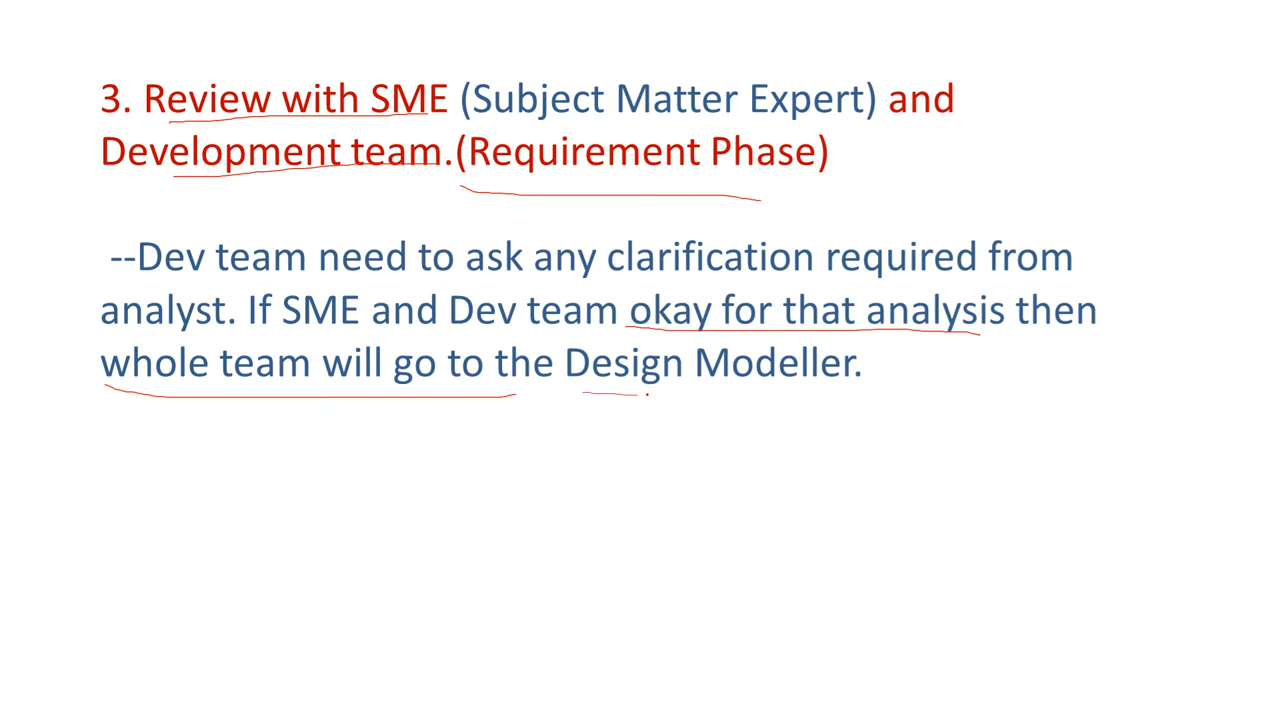 3. Review with SME (Subject Matter Expert) and
Development team.(Requirement Phase)
--Dev team need to ask any clarification required from
analyst. If SME and Dev team okay for that analysis then
whole team will go to the Design Modeller.